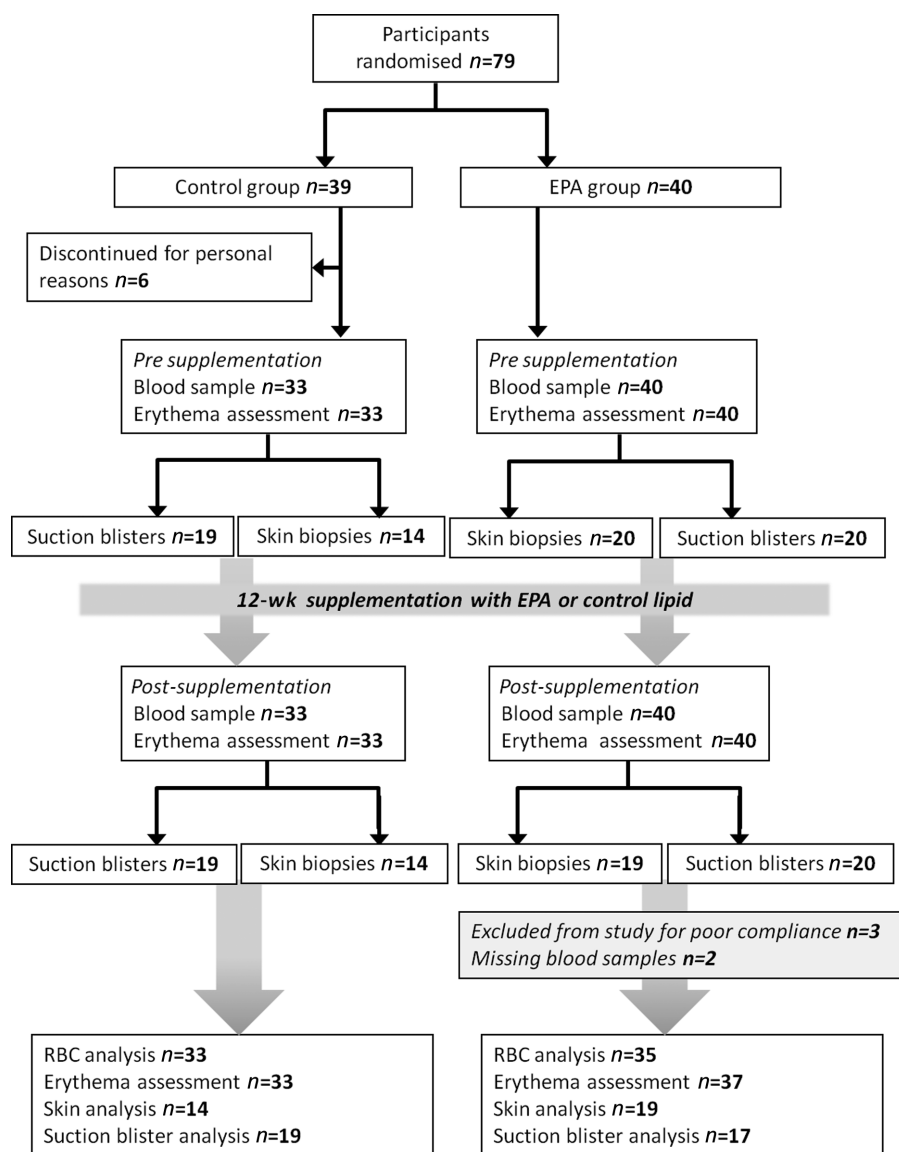 Participants
randomised n=79
Control group n=39
EPA group n=40
Discontinued for personal
reasons n=6
Pre supplementation
Blood sample n=33
Erythema assessment n=33
Pre supplementation
Blood sample n=40
Erythema assessment n=40
Suction blisters n=19
Skin biopsies n=14
Skin biopsies n=20
Suction blisters n=20
12-wk supplementation with EPA or control lipid
Post-supplementation
Blood sample n=33
Erythema assessment n=33
Post-supplementation
Blood sample n=40
Erythema assessment n=40
Suction blisters n=19
Skin biopsies n=14
Skin biopsies n=19
Suction blisters n=20
Excluded from study for poor compliance n=3
Missing blood samples n=2
RBC analysis n=33
Erythema assessment n=33
Skin analysis n=14
Suction blister analysis n=19
RBC analysis n=35
Erythema assessment n=37
Skin analysis n=19
Suction blister analysis n=17